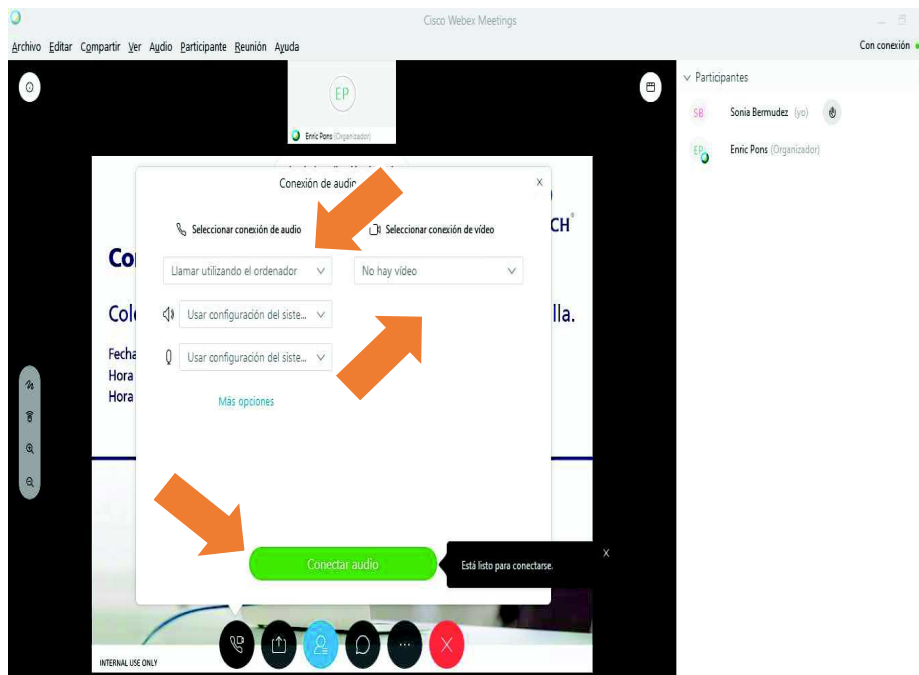 Cisco Webex Meetings
Archivo Editar Compartir Ver Audio Participante Reunión Ayuda
Con conexión
EP
Enric Pons (Organizador)
Participantes
SB Sonia Bermudez (yo)
EP Enric Pons (Organizador)
Conexión de audio
X
Seleccionar conexión de audio
Seleccionar conexión de vídeo
CH
Llamar utilizando el ordenador
No hay vídeo
Usar configuración del siste...
lla.
Fecha
Usar configuración del siste...
Hora
Hora
Más opciones
Conectar audio
Está listo para conectarse.
X
INTERNAL USE ONLY